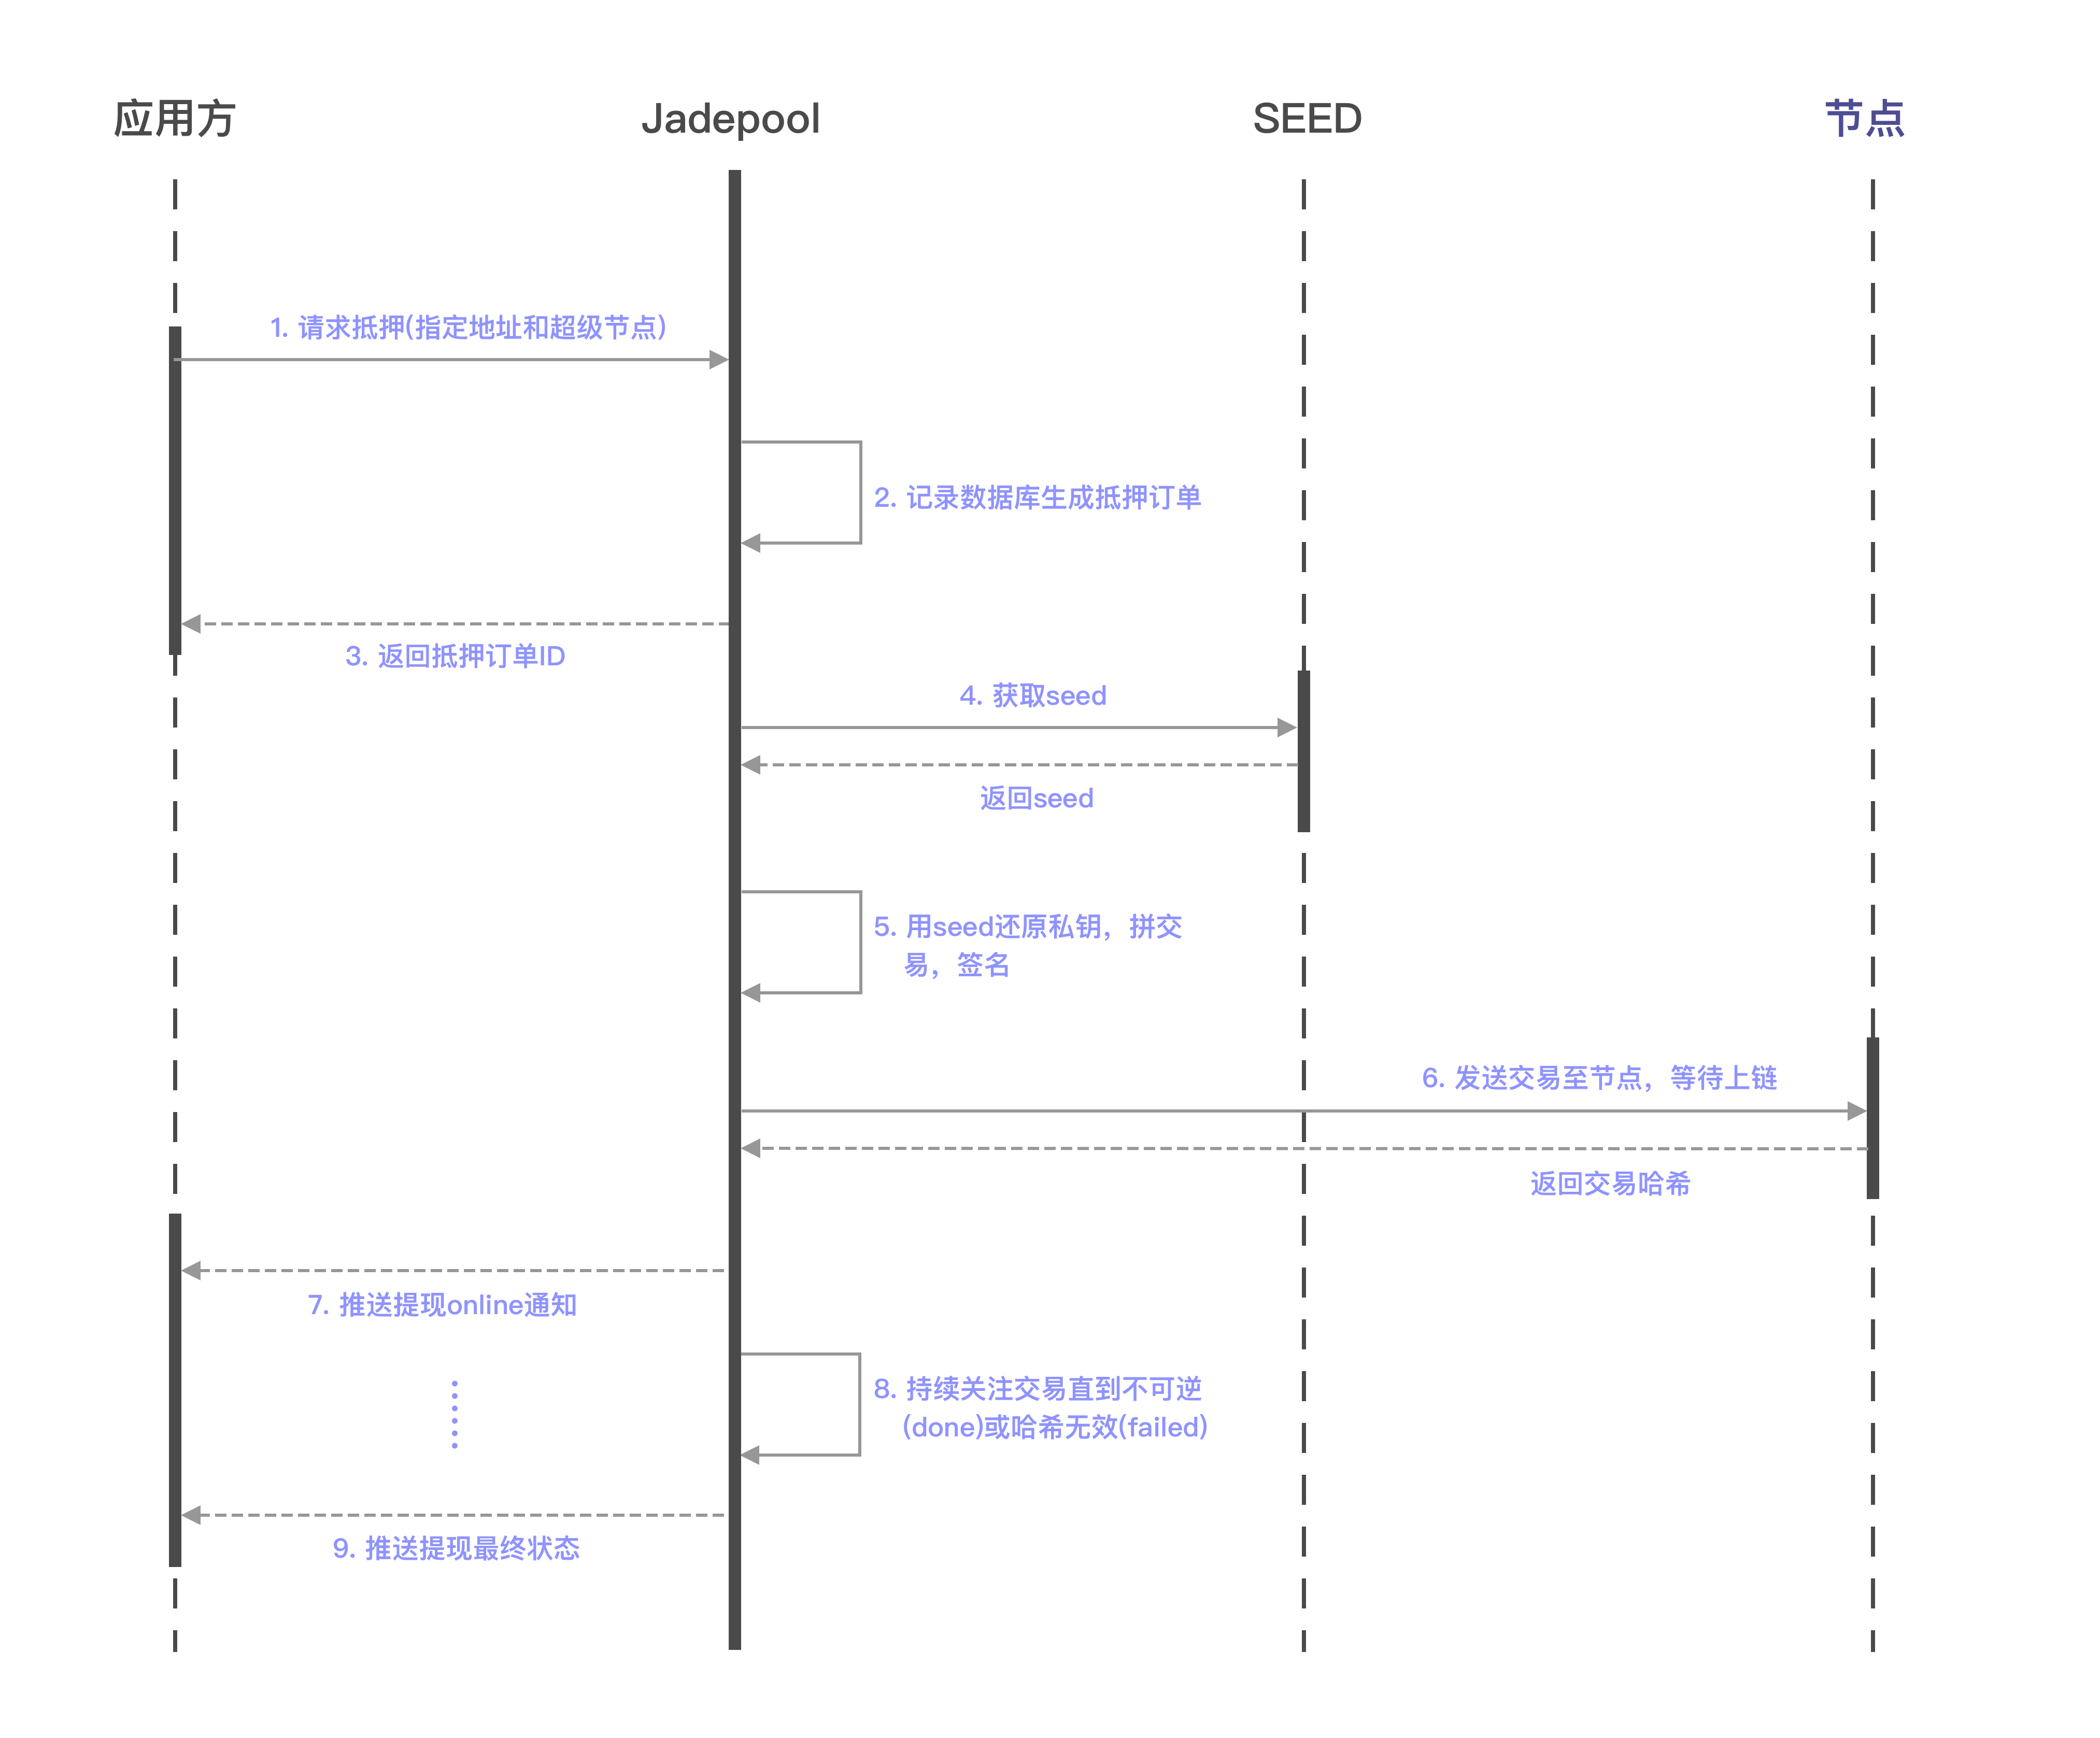 应用方
Jadepool
SEED
节点
1. 请求抵押(指定地址和超级节点)
2. 记录数据库生成抵押订单
3. 返回抵押订单ID
4. 获取seed
返回seed
5. 用seed还原私钥，拼交
易，签名
6. 发送交易至节点，等待上链
返回交易哈希
7. 推送提现online通知
8. 持续关注交易直到不可逆
(done)或哈希无效(failed)
9. 推送提现最终状态